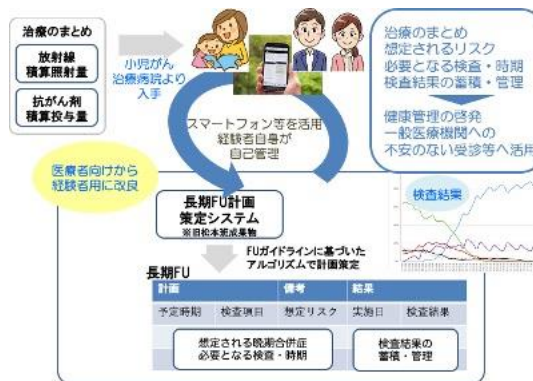 治療のまとめ
放射線
積算照射量
抗がん剤
積算投与量
小児がん
治療病院より
入手
スマートフォン等を活用
経験者自身が
自己管理
治療のまとめ
想定されるリスク
必要となる検査・時期
検査結果の蓄積・管理
健康管理の啓発
一般医療機関への
不安のない受診等へ活用
医療者向けから
経験者用に改良
長期FU計画
策定システム
※旧松本班成果物
検査結果
FUガイドラインに基づいた
アルゴリズムで計画策定
長期FU
計画 備考 結果
予定時期 検査項目 想定リスク 実施日 検査結果
想定される晩期合併症
必要となる検査・時期
検査結果の
蓄積・管理